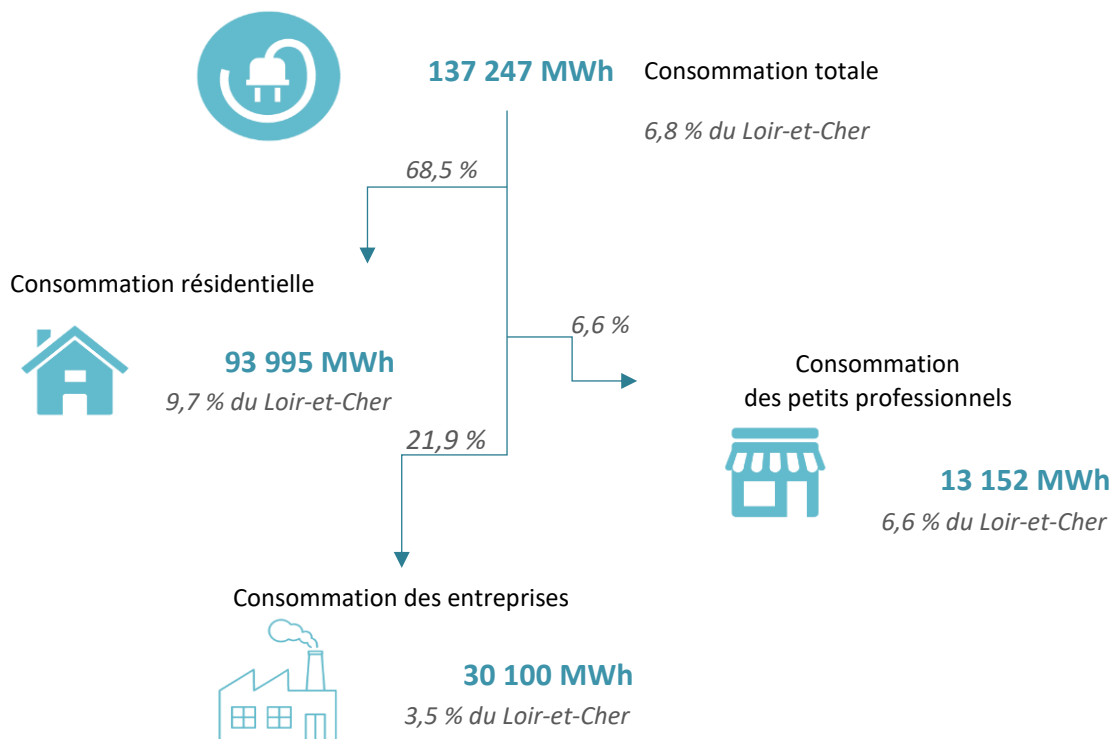 137 247 MWh Consommation totale
6,8 % du Loir-et-Cher
68,5 %
Consommation résidentielle
93 995 MWh
9,7 % du Loir-et-Cher
6,6 %
Consommation
des petits professionnels
13 152 MWh
6,6 % du Loir-et-Cher
21,9 %
Consommation des entreprises
30 100 MWh
3,5 % du Loir-et-Cher